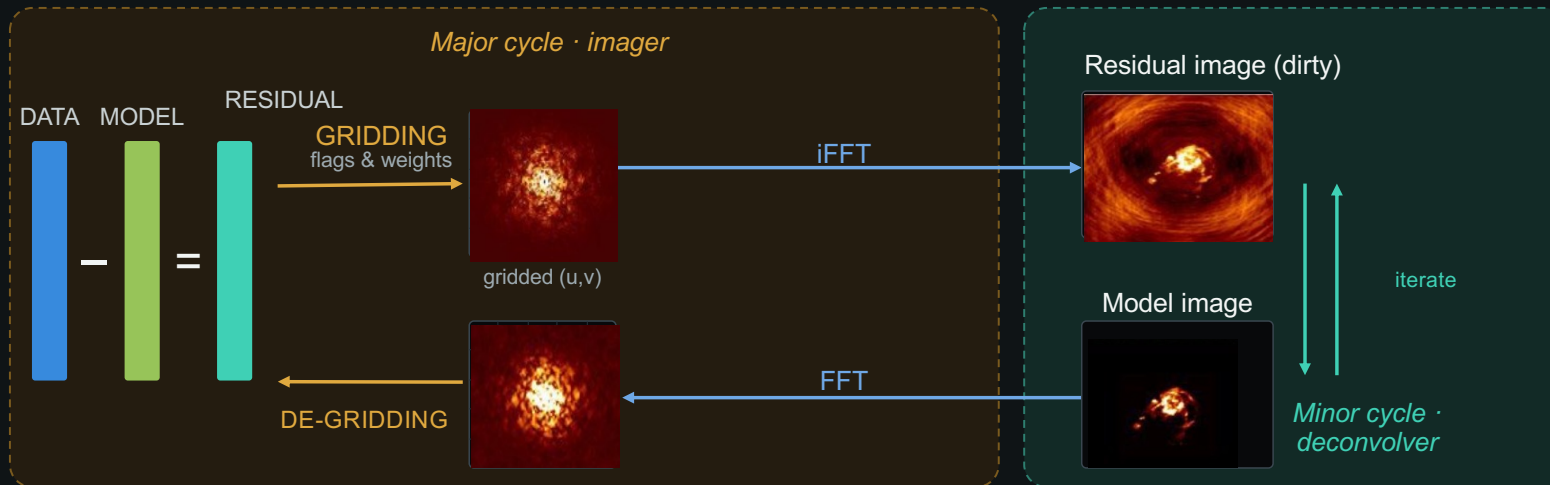 Major cycle · imager
DATA
MODEL
RESIDUAL
GRIDDING
flags & weights
gridded (u,v)
iFFT
Residual image (dirty)
iterate
Model image
FFT
DE-GRIDDING
Minor cycle ·
deconvolver